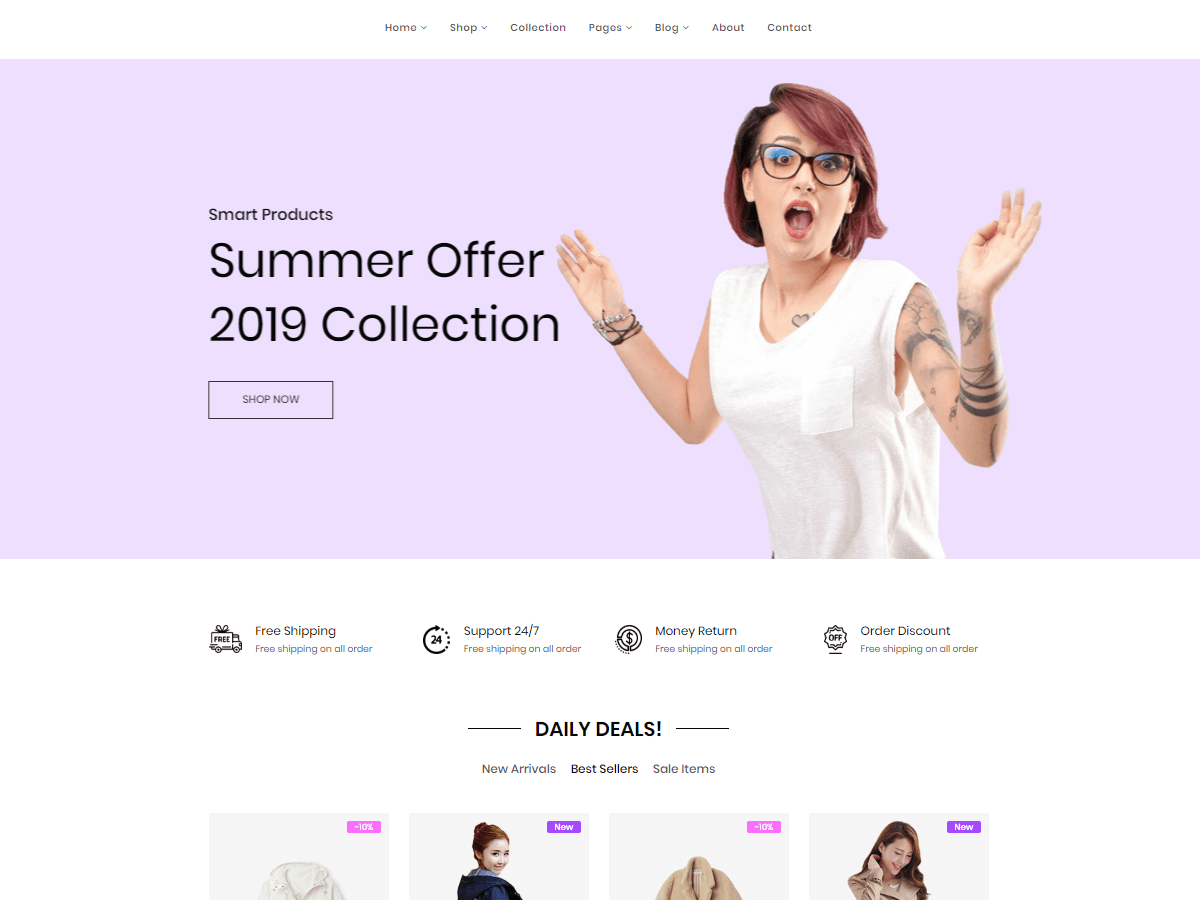 Home Shop Collection Pages Blog About Contact
Smart Products
Summer Offer
2019 Collection
SHOP NOW
FREE
Free Shipping
Free shipping on all order
24
Support 24/7
Free shipping on all order
$
Money Return
Free shipping on all order
OFF
Order Discount
Free shipping on all order
DAILY DEALS!
New Arrivals Best Sellers Sale Items
-10%
New
-10%
New